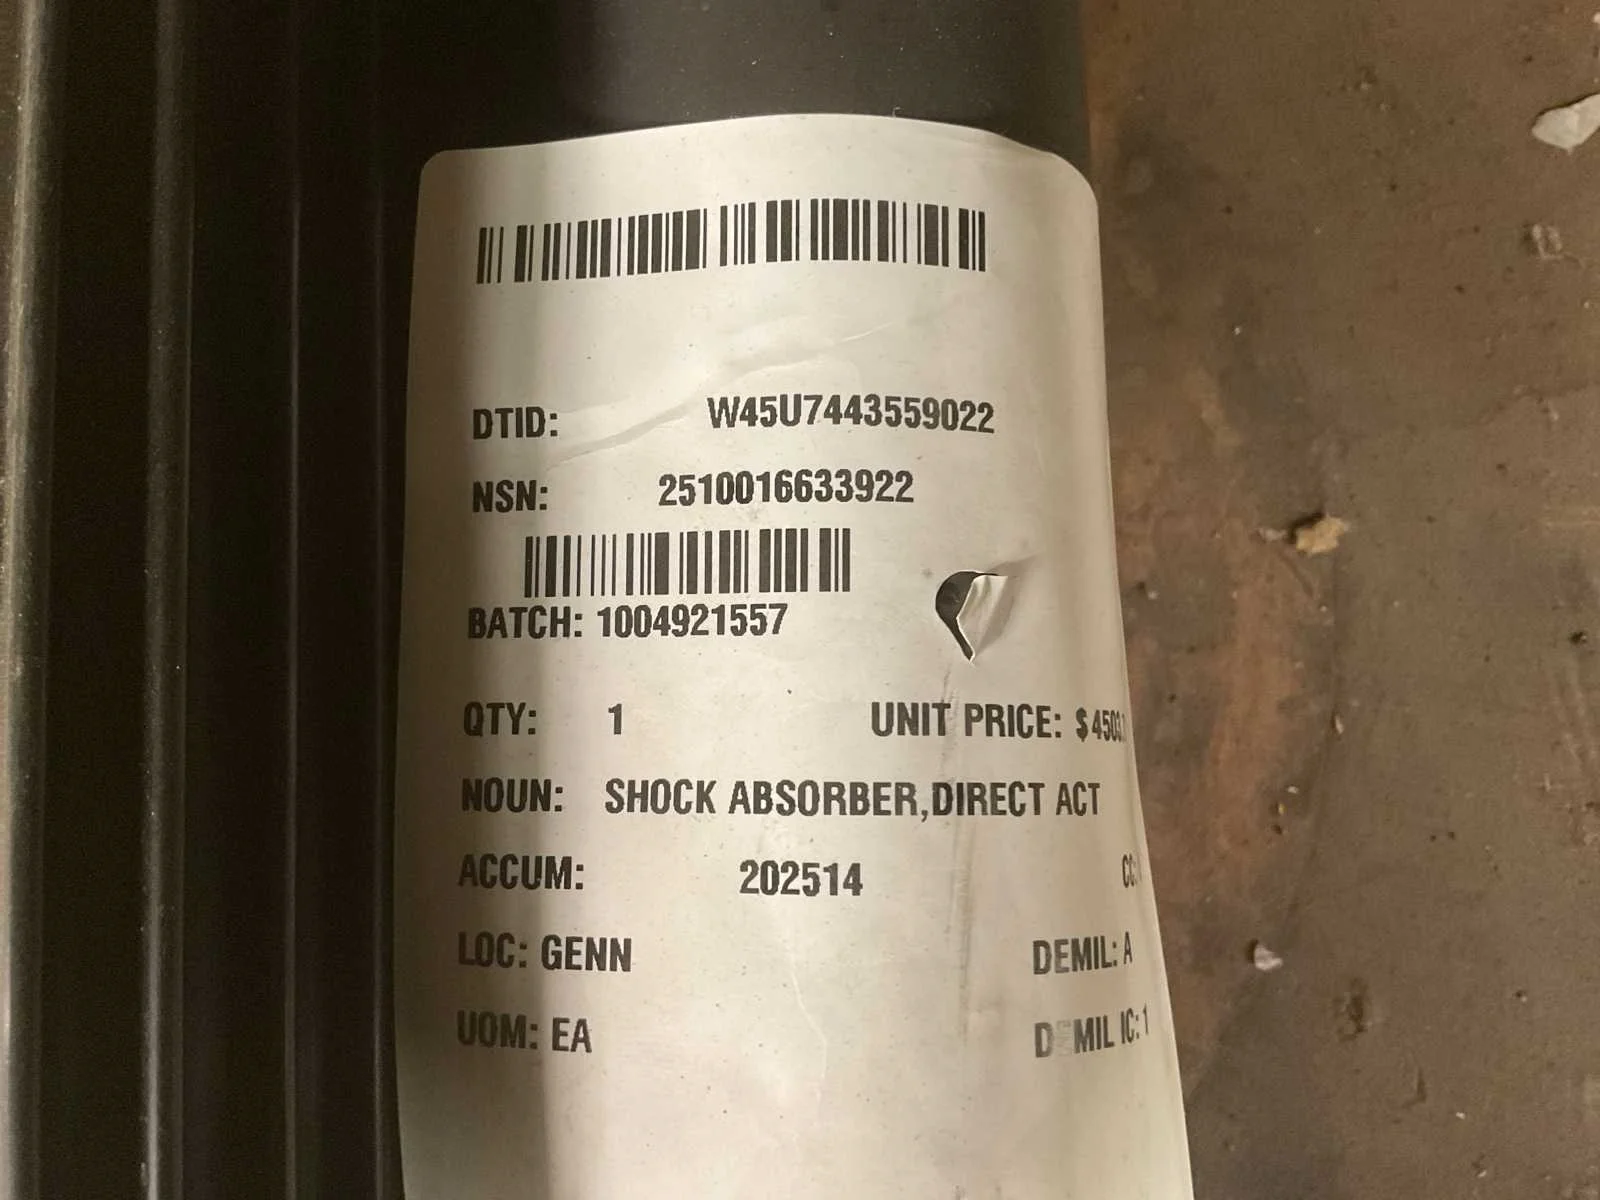 DTID: W45U7443559022
NSN: 2510016633922
BATCH: 1004921557
QTY: 1 UNIT PRICE: $
NOUN: SHOCK ABSORBER,DIRECT ACT
ACCUM: 202514 CC:
LOC: GENN DEMIL: A
UOM: EA DEMIL IC: 1